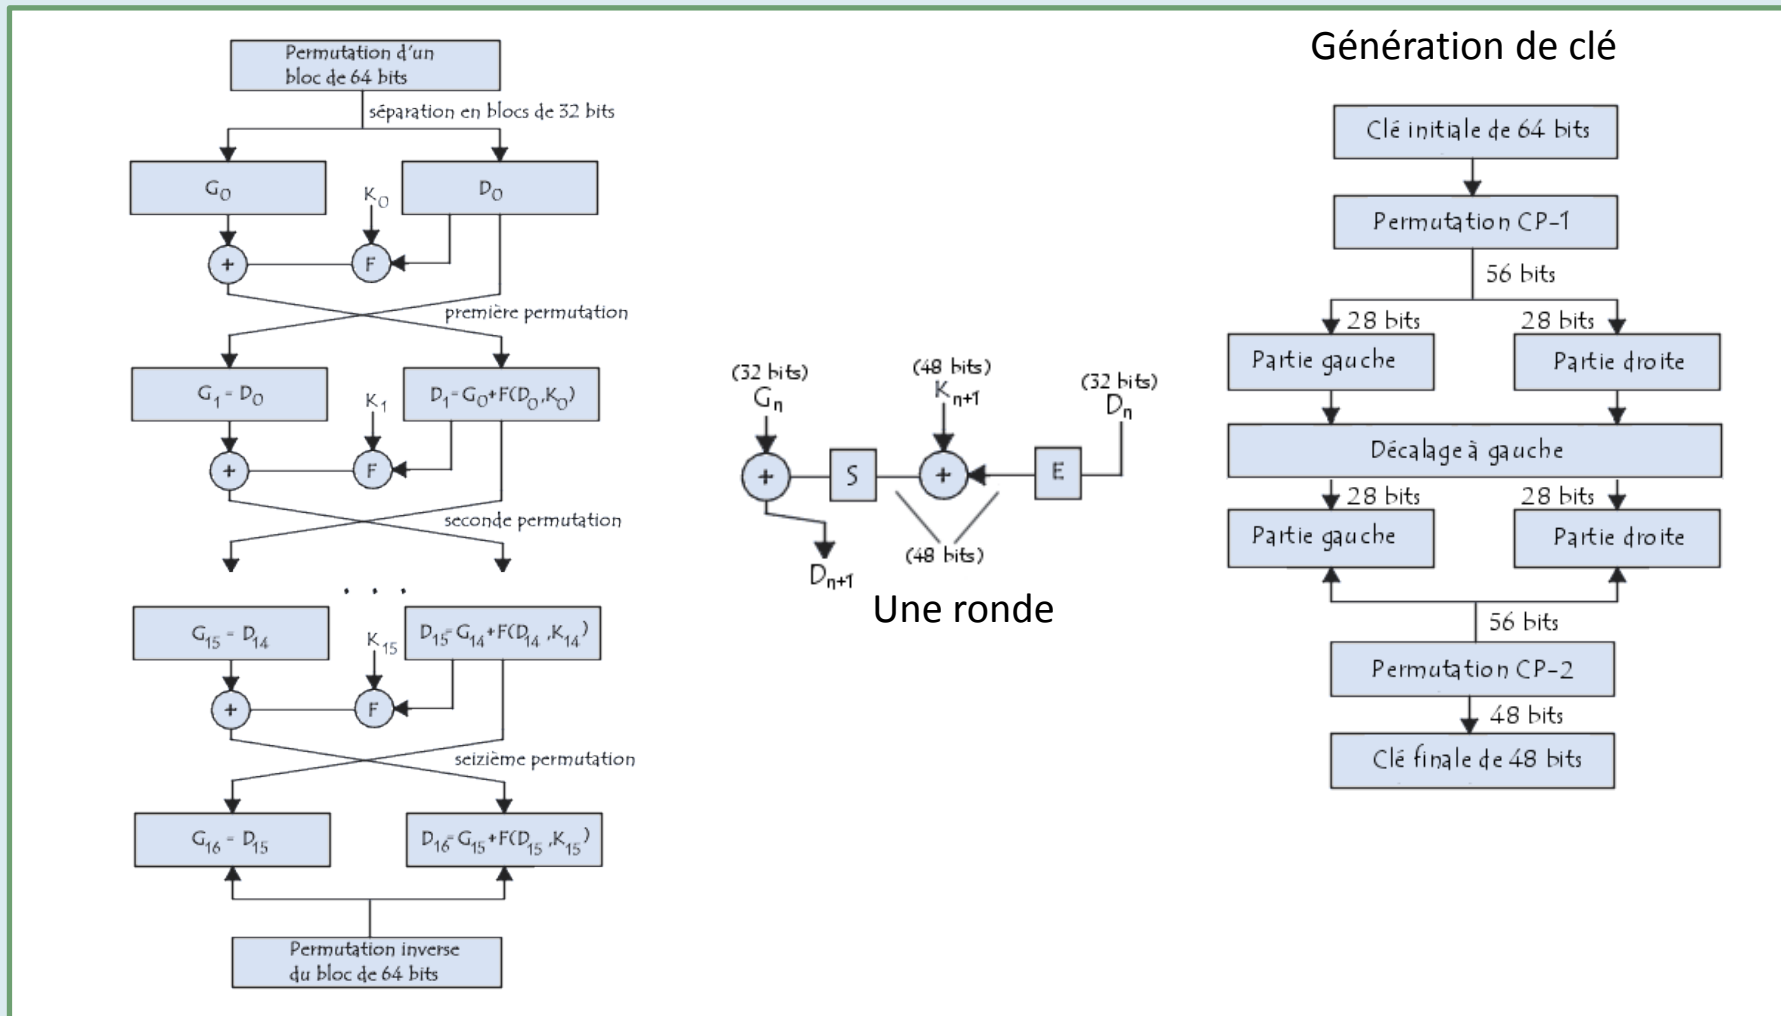 Permutation d'un
bloc de 64 bits
séparation en blocs de 32 bits
G0
K0
D0
+
F
première permutation
G1 = D0
K1
D1=G0+F(D0,K0)
+
F
seconde permutation
. . .
G15 = D14
K15
D15=G14+F(D14,K14)
+
F
seizième permutation
G16 = D15
D16=G15+F(D15,K15)
Permutation inverse
du bloc de 64 bits
(32 bits)
Gn
(48 bits)
Kn+1
(32 bits)
Dn
+
S
+
E
(48 bits)
Dn+1
Une ronde
Génération de clé
Clé initiale de 64 bits
Permutation CP-1
56 bits
28 bits
28 bits
Partie gauche
Partie droite
Décalage à gauche
28 bits
28 bits
Partie gauche
Partie droite
56 bits
Permutation CP-2
48 bits
Clé finale de 48 bits